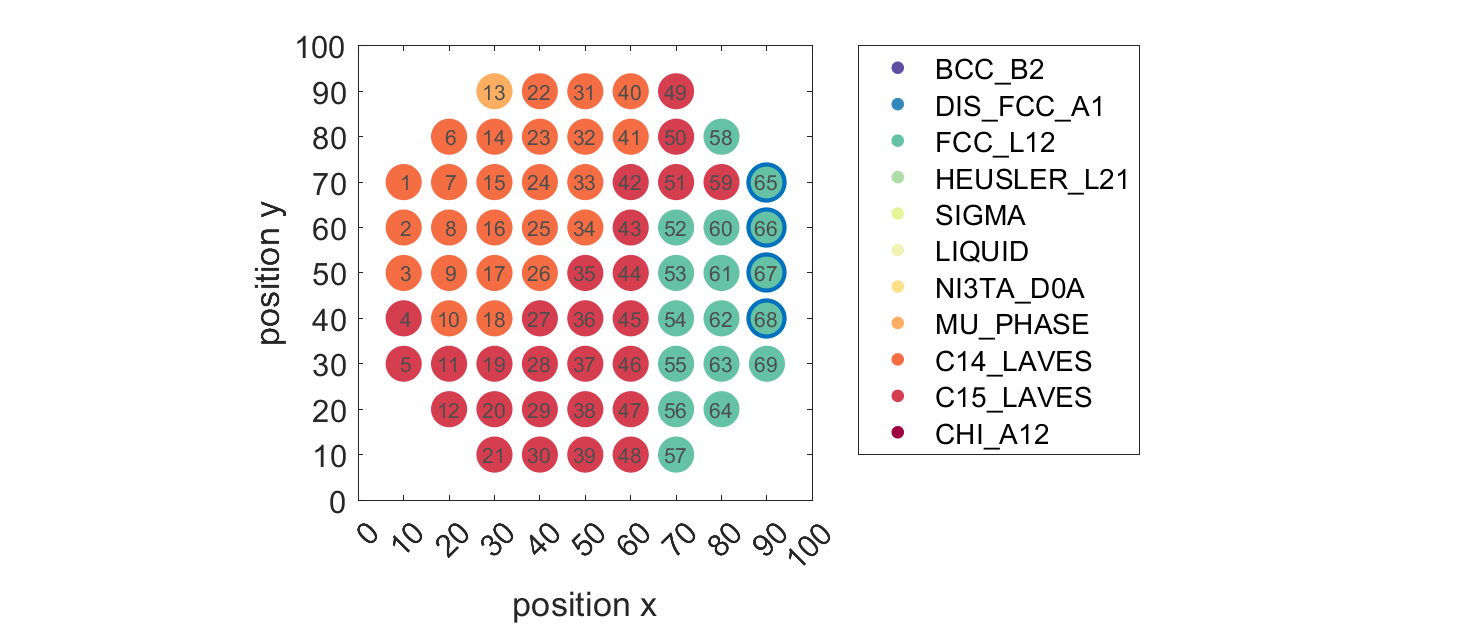 100
90 13 22 31 40 49
80 6 14 23 32 41 50 58
70 1 7 15 24 33 42 51 59 65
60 2 8 16 25 34 43 52 60 66
50 3 9 17 26 35 44 53 61 67
40 4 10 18 27 36 45 54 62 68
30 5 11 19 28 37 46 55 63 69
20 12 20 29 38 47 56 64
10 21 30 39 48 57
0
0 10 20 30 40 50 60 70 80 90 100
position x
position y
BCC_B2
DIS_FCC_A1
FCC_L12
HEUSLER_L21
SIGMA
LIQUID
NI3TA_D0A
MU_PHASE
C14_LAVES
C15_LAVES
CHI_A12